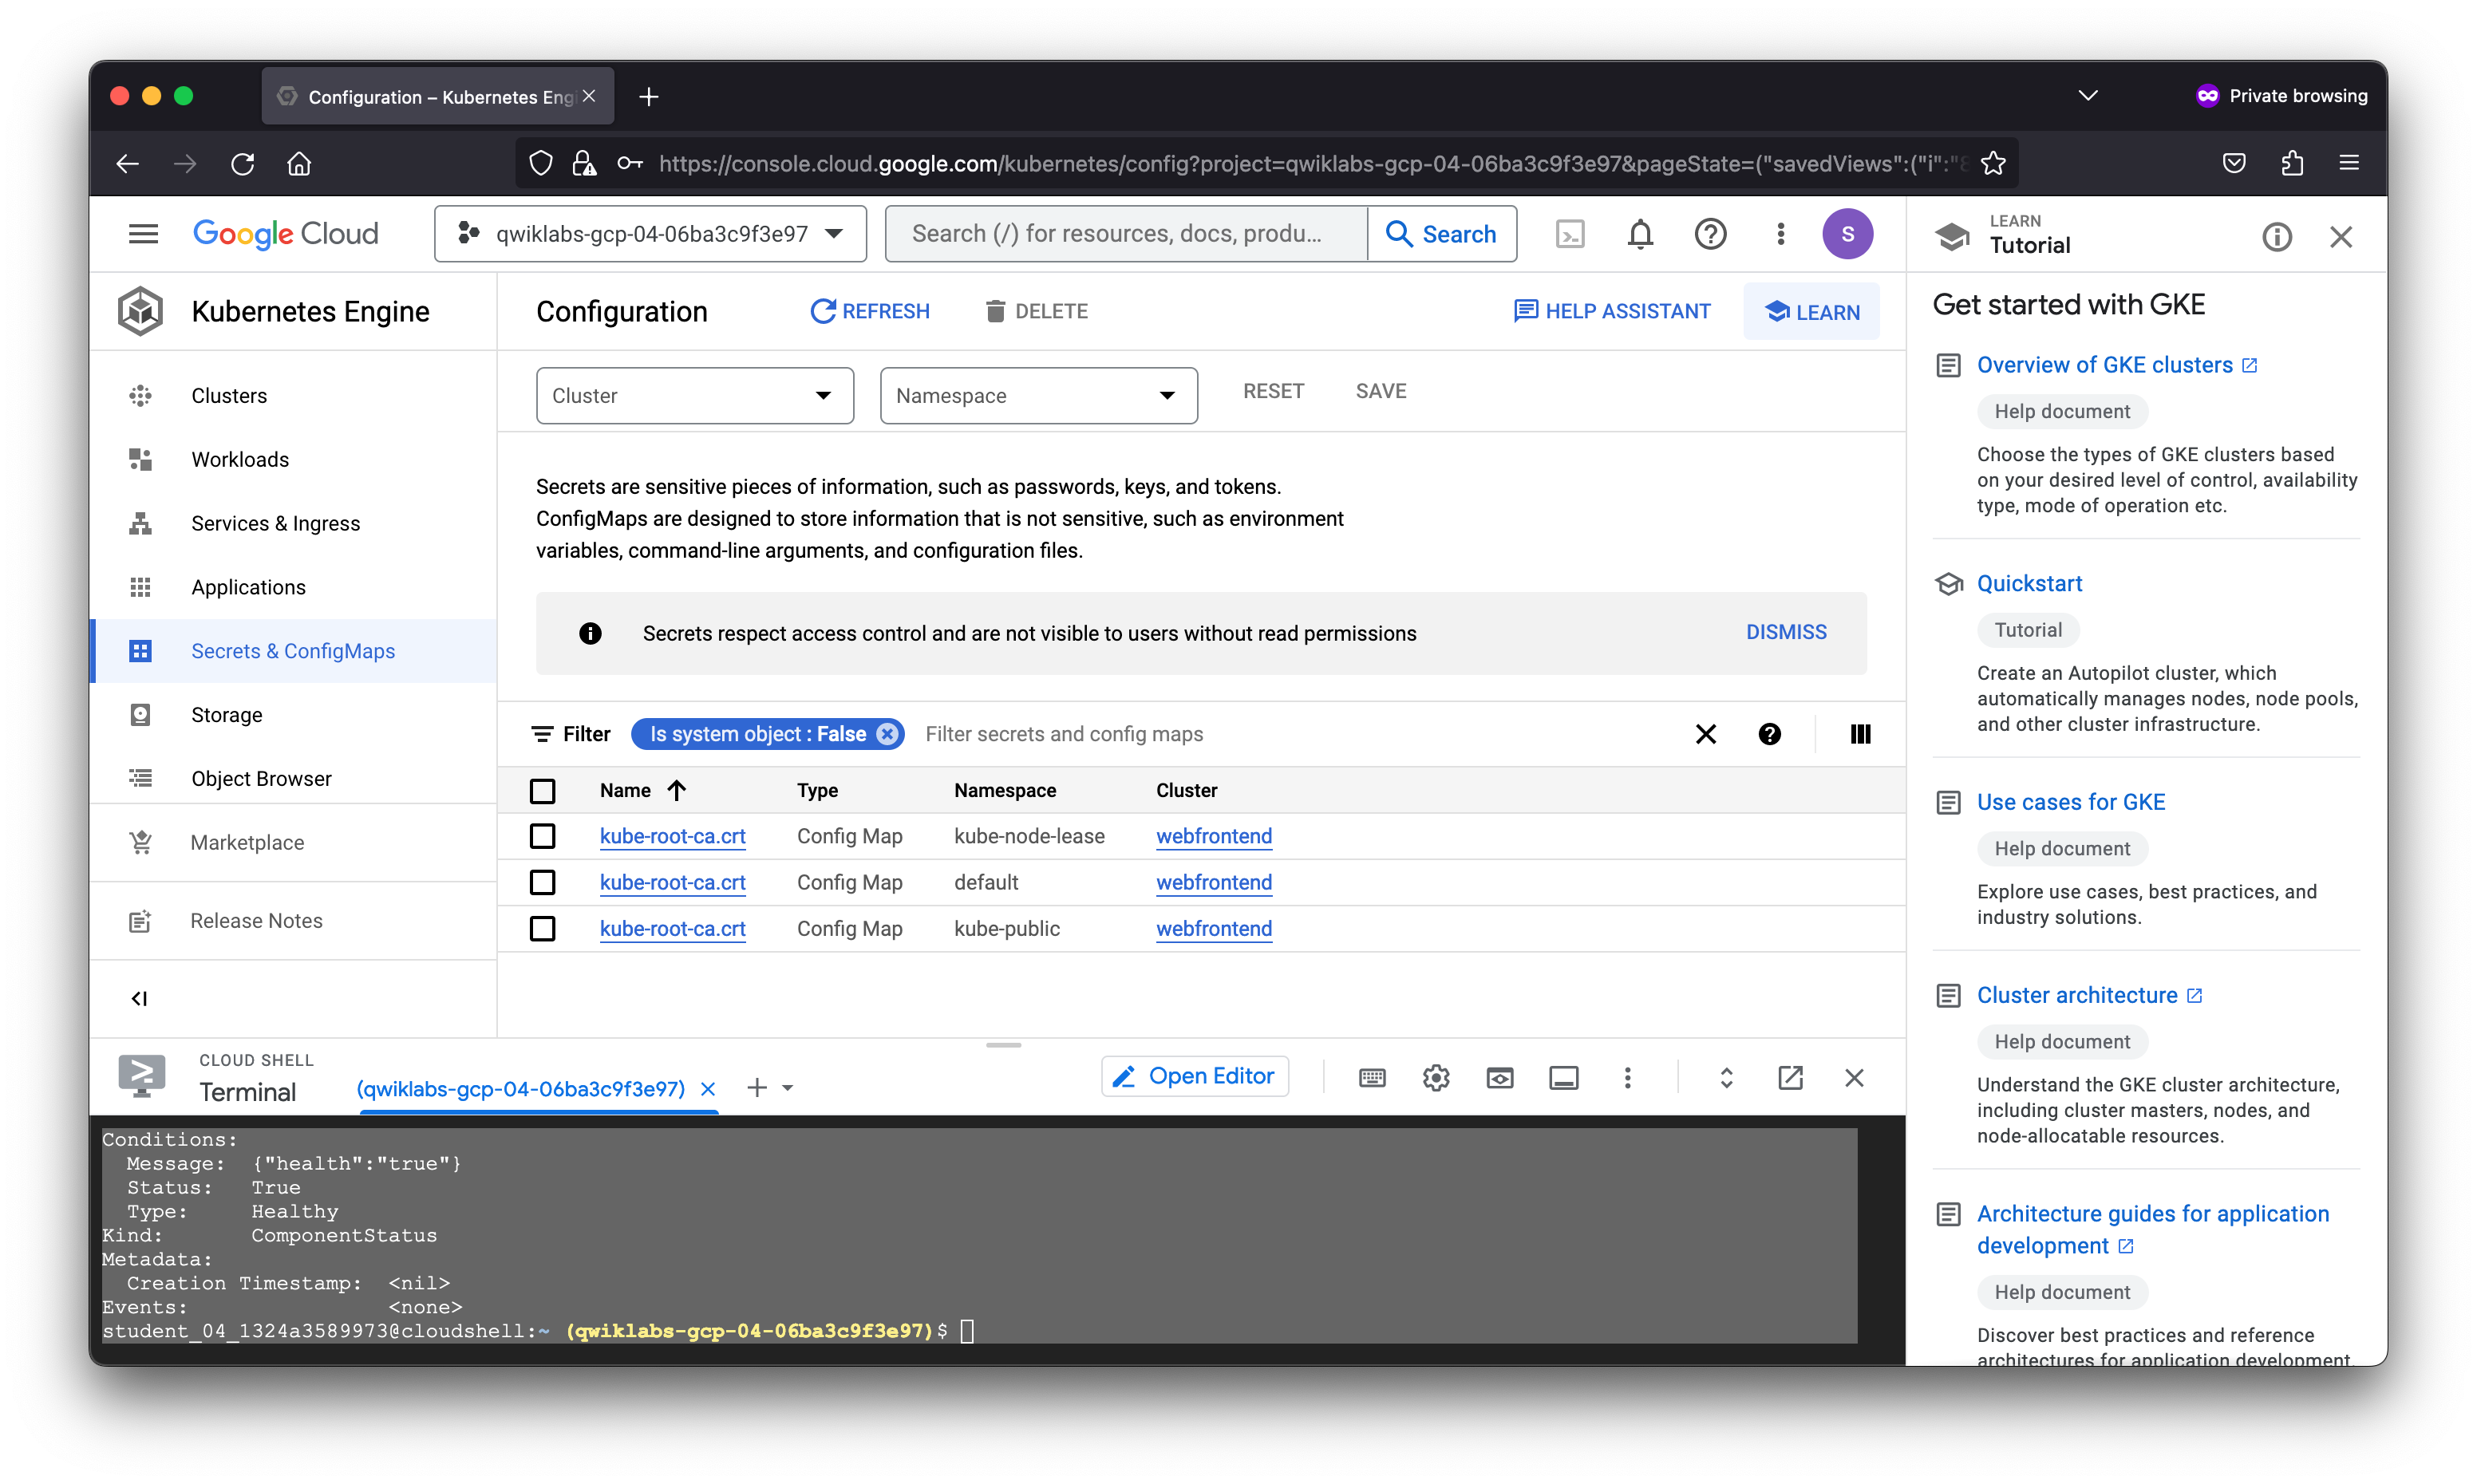 Configuration – Kubernetes Eng
Private browsing
https://console.cloud.google.com/kubernetes/config?project=qwiklabs-gcp-04-06ba3c9f3e97&pageState=("savedViews":("i":"8
Google Cloud
qwiklabs-gcp-04-06ba3c9f3e97
Search (/) for resources, docs, produ...
Search
S
LEARN
Tutorial
Kubernetes Engine
Clusters
Workloads
Services & Ingress
Applications
Secrets & ConfigMaps
Storage
Object Browser
Marketplace
Release Notes
Configuration
REFRESH
DELETE
HELP ASSISTANT
LEARN
Cluster
Namespace
RESET
SAVE
Secrets are sensitive pieces of information, such as passwords, keys, and tokens.
ConfigMaps are designed to store information that is not sensitive, such as environment
variables, command-line arguments, and configuration files.
Secrets respect access control and are not visible to users without read permissions
DISMISS
Filter
Is system object : False
Filter secrets and config maps
Name Type Namespace Cluster
kube-root-ca.crt Config Map kube-node-lease webfrontend
kube-root-ca.crt Config Map default webfrontend
kube-root-ca.crt Config Map kube-public webfrontend
Get started with GKE
Overview of GKE clusters
Help document
Choose the types of GKE clusters based
on your desired level of control, availability
type, mode of operation etc.
Quickstart
Tutorial
Create an Autopilot cluster, which
automatically manages nodes, node pools,
and other cluster infrastructure.
Use cases for GKE
Help document
Explore use cases, best practices, and
industry solutions.
Cluster architecture
Help document
Understand the GKE cluster architecture,
including cluster masters, nodes, and
node-allocatable resources.
Architecture guides for application
development
Help document
Discover best practices and reference
architectures for application development.
CLOUD SHELL
Terminal
(qwiklabs-gcp-04-06ba3c9f3e97)
Open Editor
Conditions:
Message: {"health":"true"}
Status: True
Type: Healthy
Kind: ComponentStatus
Metadata:
Creation Timestamp: <nil>
Events: <none>
student_04_1324a3589973@cloudshell:~ (qwiklabs-gcp-04-06ba3c9f3e97)$